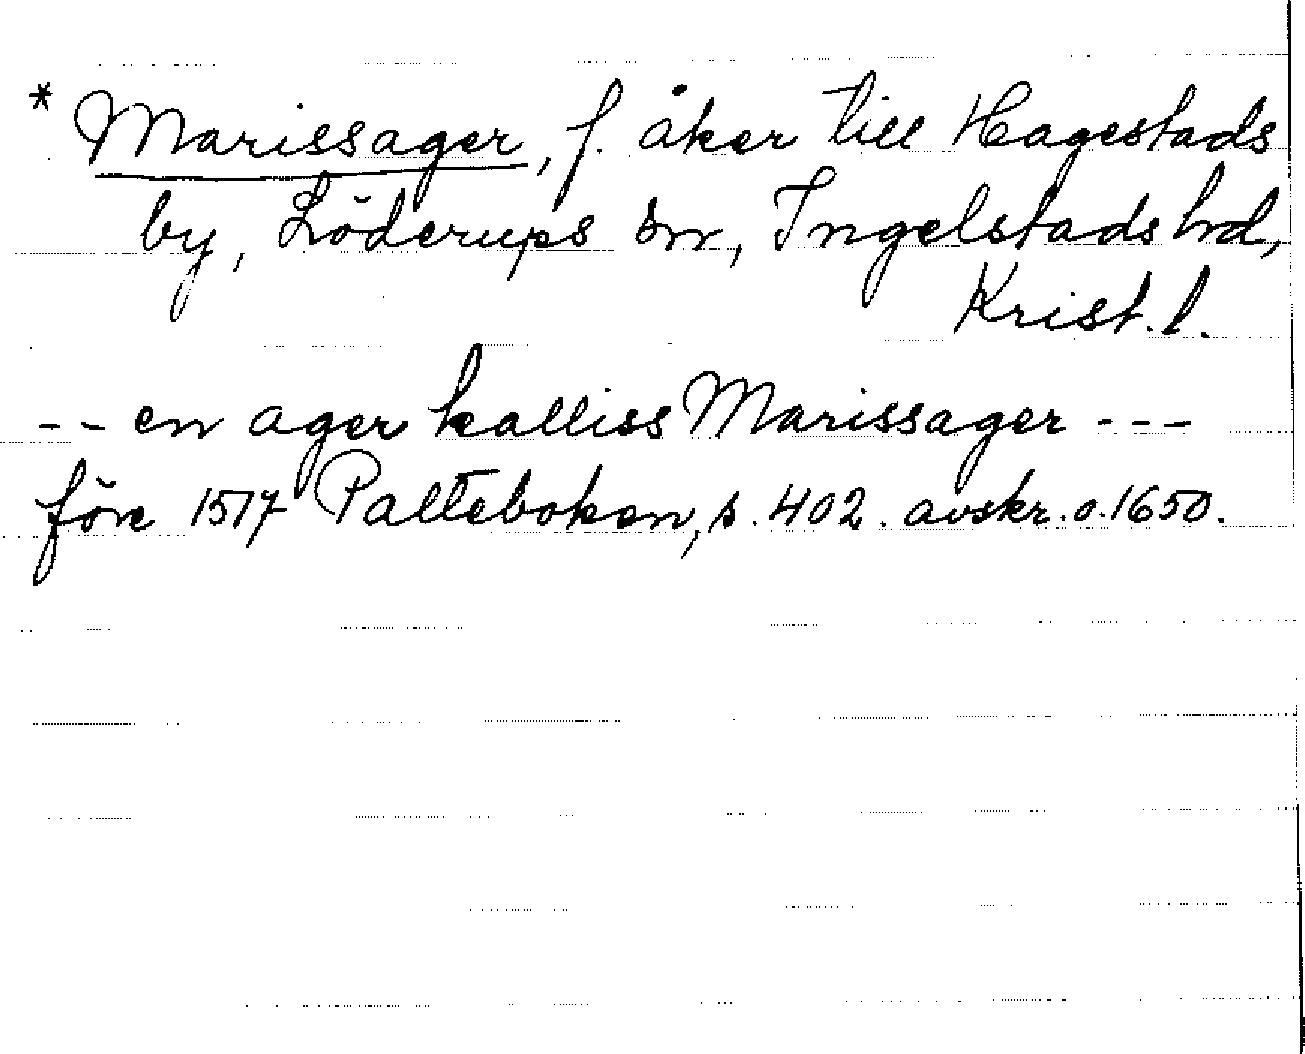 * Marissager, f. åker till Hagestads
by, Löderups sn, Ingelstads hd,
Krist. l.
-- en ager kalliss Marissager ---
före 1517 Palteboken, s. 402. avskr. o. 1650.